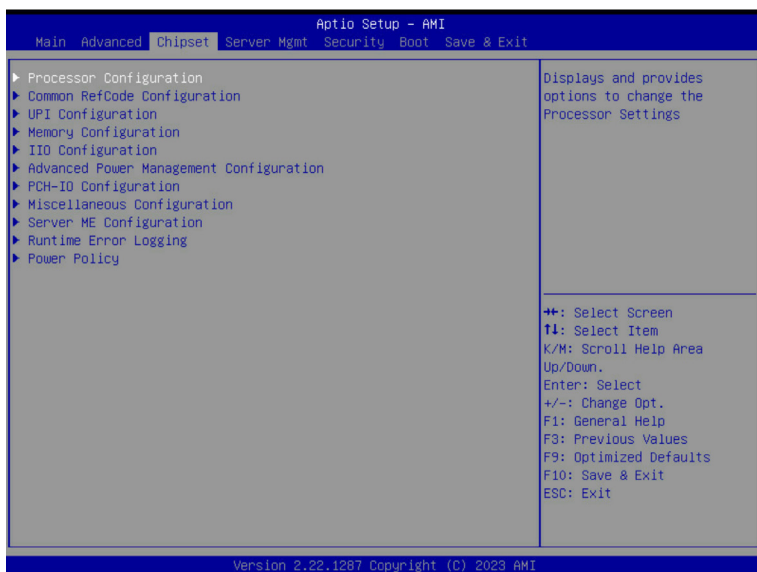 Aptio Setup – AMI
Main Advanced Chipset Server Mgmt Security Boot Save & Exit
Processor Configuration
Common RefCode Configuration
UPI Configuration
Memory Configuration
IIO Configuration
Advanced Power Management Configuration
PCH-IO Configuration
Miscellaneous Configuration
Server ME Configuration
Runtime Error Logging
Power Policy
Displays and provides
options to change the
Processor Settings
→←: Select Screen
↑↓: Select Item
K/M: Scroll Help Area
Up/Down.
Enter: Select
+/-: Change Opt.
F1: General Help
F3: Previous Values
F9: Optimized Defaults
F10: Save & Exit
ESC: Exit
Version 2.22.1287 Copyright (C) 2023 AMI